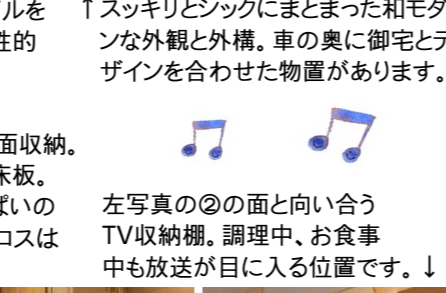 ルを
性的
↑スッキリとシックにまとまった和モダ
ンな外観と外構。車の奥に御宅とデ
ザインを合わせた物置があります。
面収納。
床板。
ぱいの
コスは
左写真の②の面と向い合う
TV収納棚。調理中、お食事
中も放送が目に入る位置です。↓